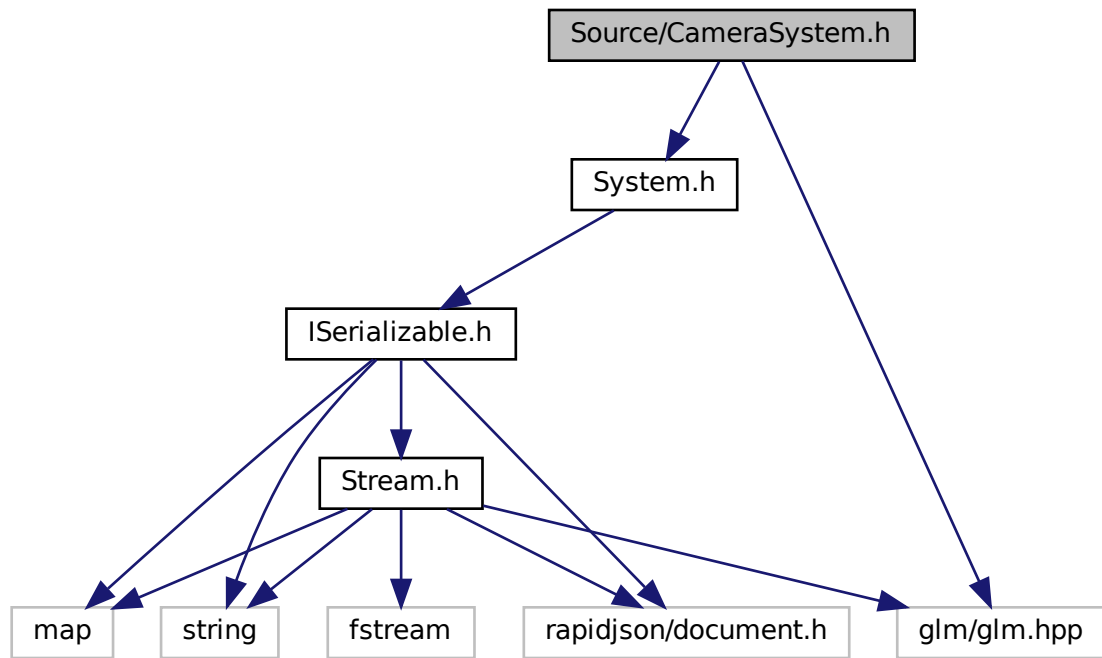 Source/CameraSystem.h
System.h
ISerializable.h
Stream.h
map
string
fstream
rapidjson/document.h
glm/glm.hpp